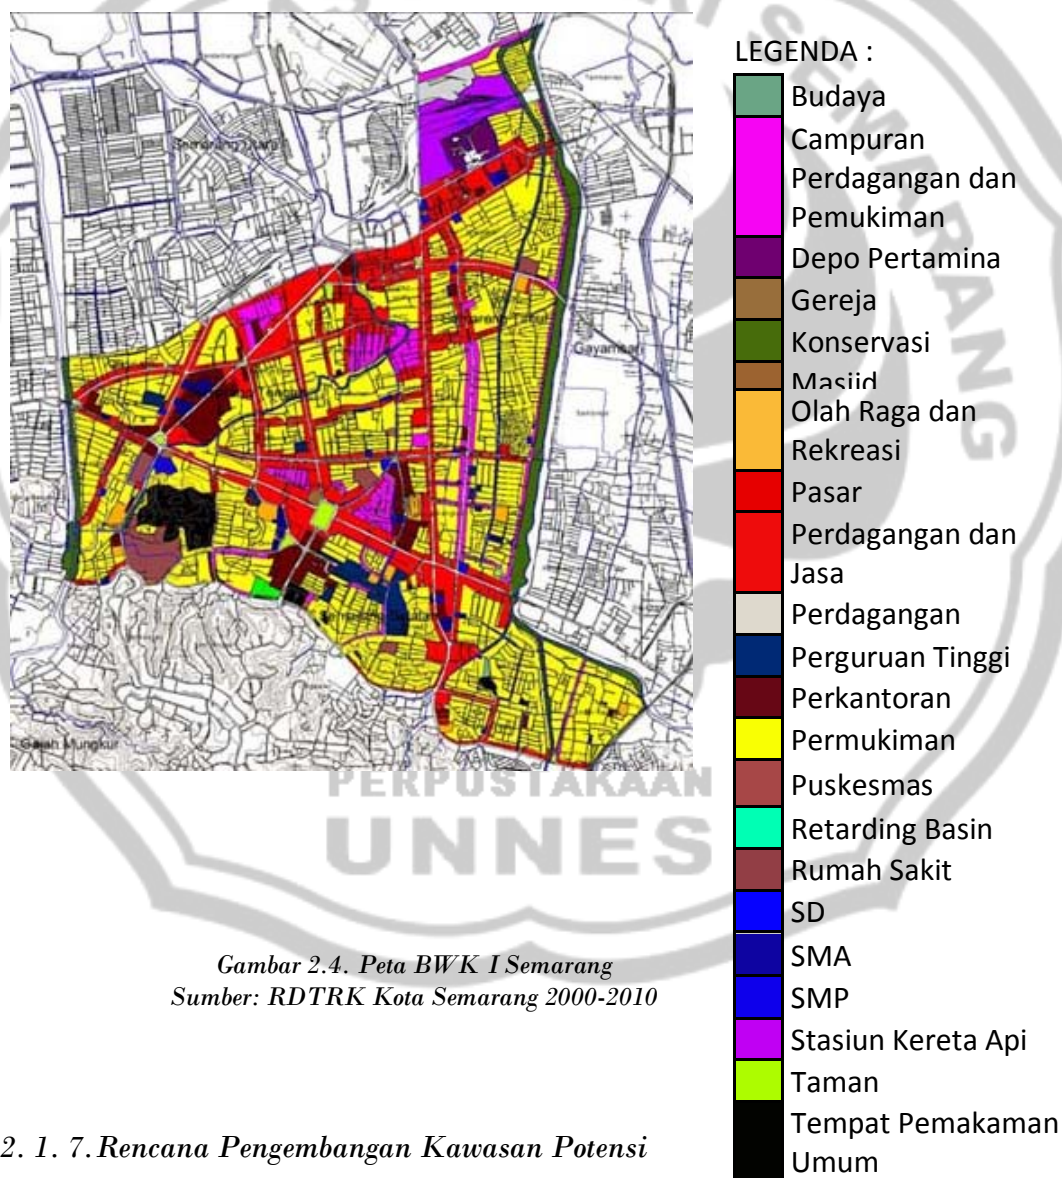 Semarang Utara
Gayamsari
Gajah Mungkur
LEGENDA :
Budaya
Campuran
Perdagangan dan
Pemukiman
Depo Pertamina
Gereja
Konservasi
Masjid
Olah Raga dan
Rekreasi
Pasar
Perdagangan dan
Jasa
Perdagangan
Perguruan Tinggi
Perkantoran
Permukiman
Puskesmas
Retarding Basin
Rumah Sakit
SD
SMA
SMP
Stasiun Kereta Api
Taman
Tempat Pemakaman
Umum
SEMARANG
PERPUSTAKAAN
UNNES
Gambar 2.4. Peta BWK I Semarang
Sumber: RDTRK Kota Semarang 2000-2010
2. 1. 7. Rencana Pengembangan Kawasan Potensi